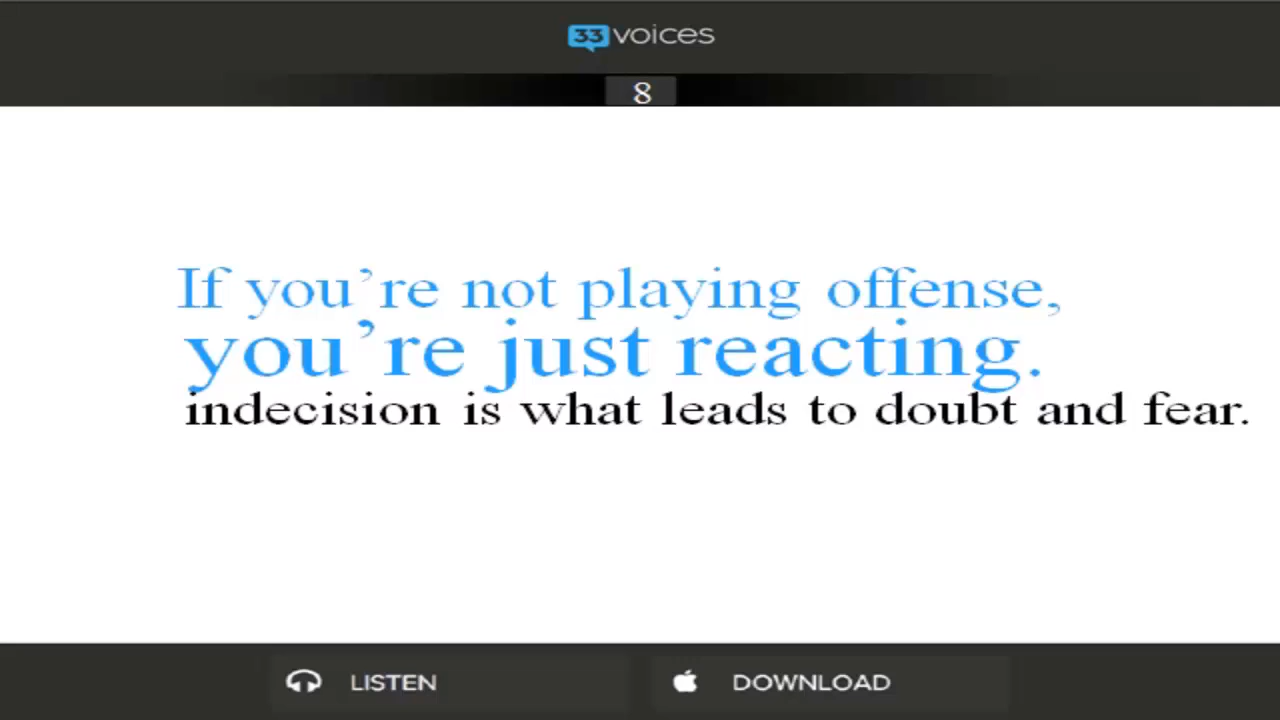 33voices
8
If you’re not playing offense,
you’re just reacting.
indecision is what leads to doubt and fear.
LISTEN
DOWNLOAD